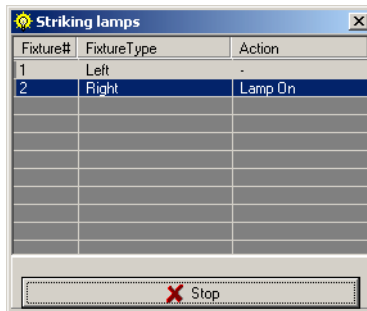 Striking lamps
Fixture# FixtureType Action
1 Left -
2 Right Lamp On
Stop